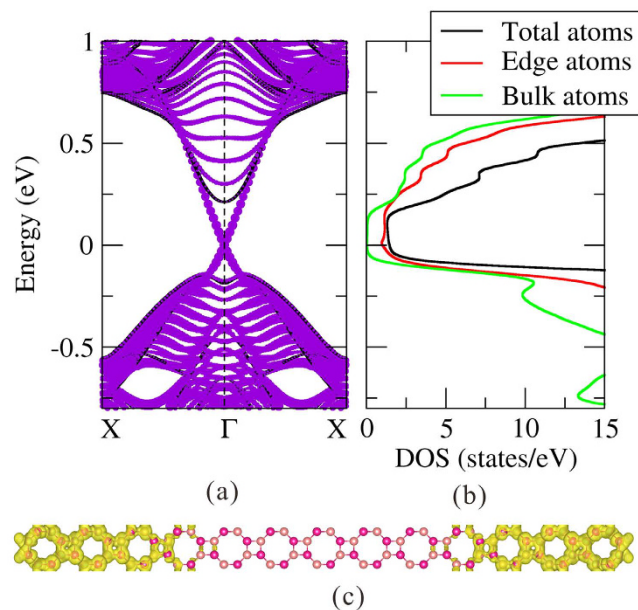 1
0.5
0
-0.5
Energy (eV)
X
Γ
X
(a)
Total atoms
Edge atoms
Bulk atoms
0
5
10
15
DOS (states/eV)
(b)
(c)